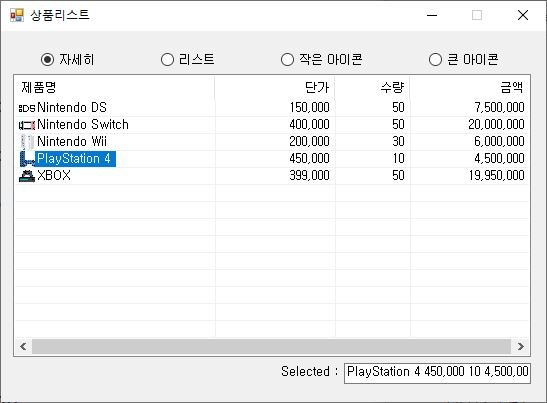 상품리스트
자세히 리스트 작은 아이콘 큰 아이콘
제품명 단가 수량 금액
Nintendo DS 150,000 50 7,500,000
Nintendo Switch 400,000 50 20,000,000
Nintendo Wii 200,000 30 6,000,000
PlayStation 4 450,000 10 4,500,000
XBOX 399,000 50 19,950,000
Selected : PlayStation 4 450,000 10 4,500,00